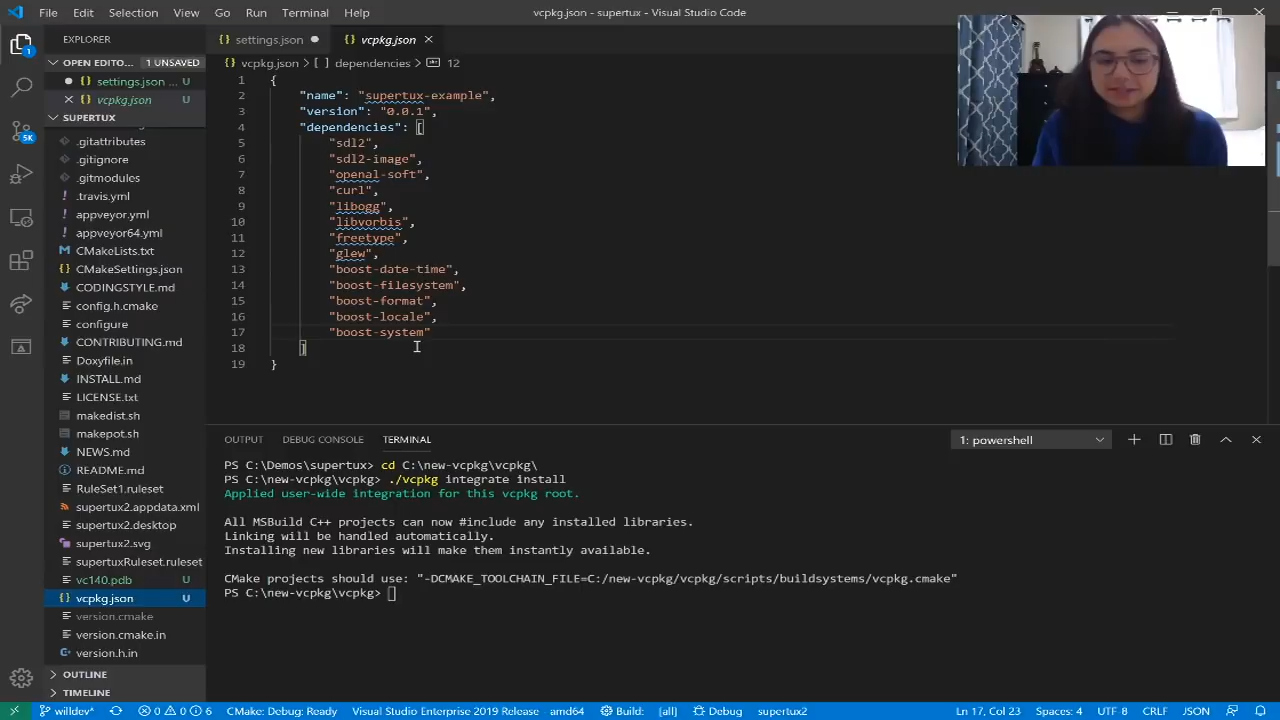 File Edit Selection View Go Run Terminal Help
vcpkg.json - supertux - Visual Studio Code
EXPLORER
settings.json
vcpkg.json
OPEN EDITO... 1 UNSAVED
settings.json ... U
vcpkg.json U
SUPERTUX
.gitattributes
.gitignore
.gitmodules
.travis.yml
appveyor.yml
appveyor64.yml
CMakeLists.txt
CMakeSettings.json
CODINGSTYLE.md
config.h.cmake
configure
CONTRIBUTING.md
Doxyfile.in
INSTALL.md
LICENSE.txt
makedist.sh
makepot.sh
NEWS.md
README.md
RuleSet1.ruleset
supertux2.appdata.xml
supertux2.desktop
supertux2.svg
supertuxRuleset.ruleset
vc140.pdb U
vcpkg.json U
version.cmake
version.cmake.in
version.h.in
OUTLINE
TIMELINE
1
5K
vcpkg.json > [ ] dependencies > 12
1 {
2 "name": "supertux-example",
3 "version": "0.0.1",
4 "dependencies": [
5 "sdl2",
6 "sdl2-image",
7 "openal-soft",
8 "curl",
9 "libogg",
10 "libvorbis",
11 "freetype",
12 "glew",
13 "boost-date-time",
14 "boost-filesystem",
15 "boost-format",
16 "boost-locale",
17 "boost-system"
18 ]
19 }
OUTPUT DEBUG CONSOLE TERMINAL
1: powershell
PS C:\Demos\supertux> cd C:\new-vcpkg\vcpkg\
PS C:\new-vcpkg\vcpkg> ./vcpkg integrate install
Applied user-wide integration for this vcpkg root.
All MSBuild C++ projects can now #include any installed libraries.
Linking will be handled automatically.
Installing new libraries will make them instantly available.
CMake projects should use: "-DCMAKE_TOOLCHAIN_FILE=C:/new-vcpkg/vcpkg/scripts/buildsystems/vcpkg.cmake"
PS C:\new-vcpkg\vcpkg>
willdev* 0 0 6 CMake: Debug: Ready Visual Studio Enterprise 2019 Release - amd64 Build: [all] Debug supertux2 Ln 17, Col 23 Spaces: 4 UTF-8 CRLF JSON